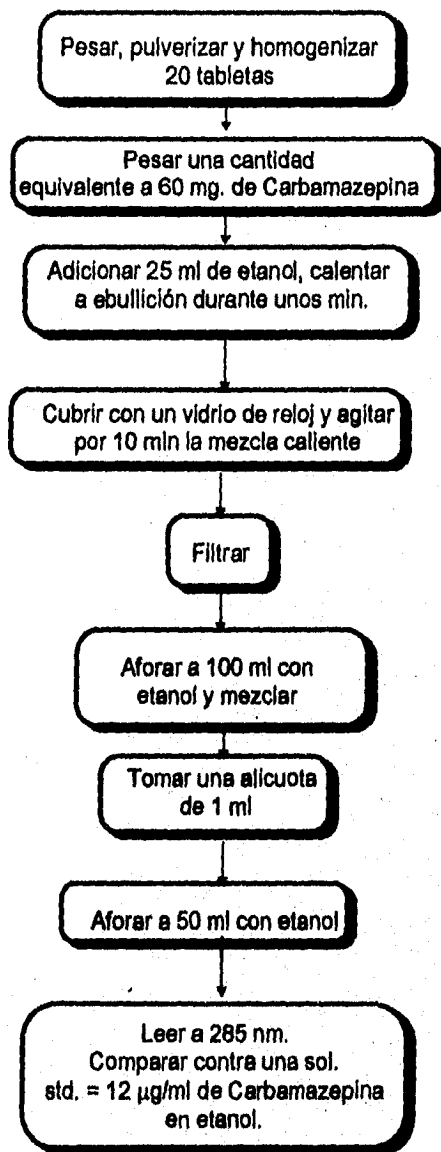 Pesar, pulverizar y homogenizar
20 tabletas
Pesar una cantidad
equivalente a 60 mg. de Carbamazepina
Adicionar 25 ml de etanol, calentar
a ebullición durante unos min.
Cubrir con un vidrio de reloj y agitar
por 10 min la mezcla caliente
Filtrar
Aforar a 100 ml con
etanol y mezclar
Tomar una alicuota
de 1 ml
Aforar a 50 ml con etanol
Leer a 285 nm.
Comparar contra una sol.
std. = 12 µg/ml de Carbamazepina
en etanol.